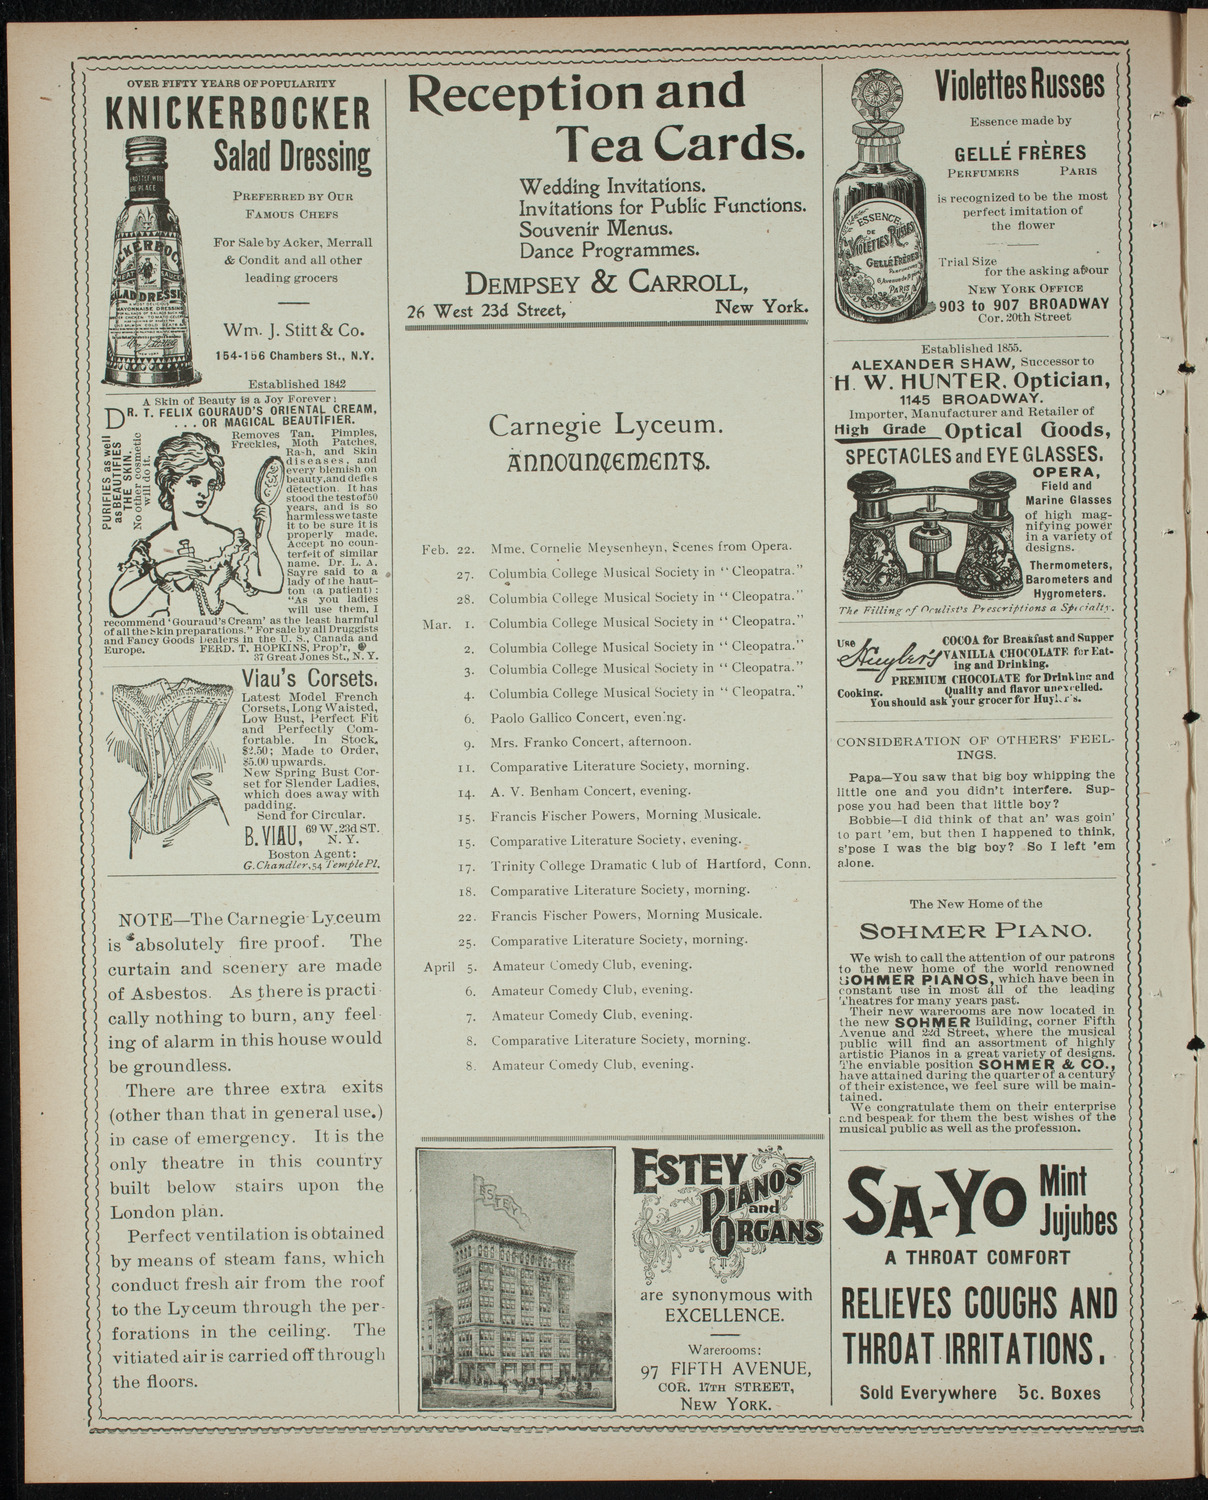 OVER FIFTY YEARS OF POPULARITY
KNICKERBOCKER
Salad Dressing
PREFERRED BY OUR
FAMOUS CHEFS
For Sale by Acker, Merrall
& Condit and all other
leading grocers
Wm. J. Stitt & Co.
154-156 Chambers St., N.Y.
Established 1842
A Skin of Beauty is a Joy Forever:
DR. T. FELIX GOURAUD'S ORIENTAL CREAM,
. . . OR MAGICAL BEAUTIFIER.
PURIFIES as well
as BEAUTIFIES
THE SKIN.
No other cosmetic
will do it.
Removes Tan, Pimples,
Freckles, Moth Patches,
Rash, and Skin
diseases, and
every blemish on
beauty, and defies
detection. It has
stood the test of 50
years, and is so
harmless we taste
it to be sure it is
properly made.
Accept no coun-
terfeit of similar
name. Dr. L. A.
Sayre said to a
lady of the haut-
ton (a patient):
"As you ladies
will use them, I
recommend 'Gouraud's Cream' as the least harmful
of all the Skin preparations." For sale by all Druggists
and Fancy Goods Dealers in the U. S., Canada and
Europe. FERD. T. HOPKINS, Prop'r,
37 Great Jones St., N. Y.
Viau's Corsets,
Latest Model French
Corsets, Long Waisted,
Low Bust, Perfect Fit
and Perfectly Com-
fortable. In Stock,
$2.50; Made to Order,
$5.00 upwards.
New Spring Bust Cor-
set for Slender Ladies,
which does away with
padding.
Send for Circular.
B. VIAU, 69 W. 23d ST.
N. Y.
Boston Agent:
G. Chandler, 54 Temple Pl.
NOTE—The Carnegie Lyceum
is absolutely fire proof. The
curtain and scenery are made
of Asbestos. As there is practi-
cally nothing to burn, any feel-
ing of alarm in this house would
be groundless.
There are three extra exits
(other than that in general use.)
in case of emergency. It is the
only theatre in this country
built below stairs upon the
London plan.
Perfect ventilation is obtained
by means of steam fans, which
conduct fresh air from the roof
to the Lyceum through the per-
forations in the ceiling. The
vitiated air is carried off through
the floors.
Reception and
Tea Cards.
Wedding Invitations.
Invitations for Public Functions.
Souvenir Menus.
Dance Programmes.
DEMPSEY & CARROLL,
26 West 23d Street, New York.
Carnegie Lyceum.
ANNOUNCEMENTS.
Feb. 22. Mme. Cornelie Meysenheyn, Scenes from Opera.
27. Columbia College Musical Society in "Cleopatra."
28. Columbia College Musical Society in "Cleopatra."
Mar. 1. Columbia College Musical Society in "Cleopatra."
2. Columbia College Musical Society in "Cleopatra."
3. Columbia College Musical Society in "Cleopatra."
4. Columbia College Musical Society in "Cleopatra."
6. Paolo Gallico Concert, evening.
9. Mrs. Franko Concert, afternoon.
11. Comparative Literature Society, morning.
14. A. V. Benham Concert, evening.
15. Francis Fischer Powers, Morning Musicale.
15. Comparative Literature Society, evening.
17. Trinity College Dramatic Club of Hartford, Conn.
18. Comparative Literature Society, morning.
22. Francis Fischer Powers, Morning Musicale.
25. Comparative Literature Society, morning.
April 5. Amateur Comedy Club, evening.
6. Amateur Comedy Club, evening.
7. Amateur Comedy Club, evening.
8. Comparative Literature Society, morning.
8. Amateur Comedy Club, evening.
ESTEY
ESTEY
PIANOS
and
ORGANS
are synonymous with
EXCELLENCE.
Warerooms:
97 FIFTH AVENUE,
COR. 17TH STREET,
NEW YORK.
Violettes Russes
Essence made by
GELLÉ FRÈRES
PERFUMERS PARIS
is recognized to be the most
perfect imitation of
the flower
Trial Size
for the asking at our
NEW YORK OFFICE
903 to 907 BROADWAY
Cor. 20th Street
ESSENCE
DE
VIOLETTES RUSSES
GELLÉ FRÈRES
PARIS
Established 1855.
ALEXANDER SHAW, Successor to
H. W. HUNTER, Optician,
1145 BROADWAY.
Importer, Manufacturer and Retailer of
High Grade Optical Goods,
SPECTACLES and EYE GLASSES,
OPERA,
Field and
Marine Glasses
of high mag-
nifying power
in a variety of
designs.
Thermometers,
Barometers and
Hygrometers.
The Filling of Oculist's Prescriptions a Specialty.
Use Huyler's COCOA for Breakfast and Supper
VANILLA CHOCOLATE for Eat-
ing and Drinking.
PREMIUM CHOCOLATE for Drinking and
Cooking. Quality and flavor unexcelled.
You should ask your grocer for Huyler's.
CONSIDERATION OF OTHERS' FEEL-
INGS.
Papa—You saw that big boy whipping the
little one and you didn't interfere. Sup-
pose you had been that little boy?
Bobbie—I did think of that an' was goin'
to part 'em, but then I happened to think,
s'pose I was the big boy? So I left 'em
alone.
The New Home of the
SOHMER PIANO.
We wish to call the attention of our patrons
to the new home of the world renowned
SOHMER PIANOS, which have been in
constant use in most all of the leading
Theatres for many years past.
Their new warerooms are now located in
the new SOHMER Building, corner Fifth
Avenue and 22d Street, where the musical
public will find an assortment of highly
artistic Pianos in a great variety of designs.
The enviable position SOHMER & CO.,
have attained during the quarter of a century
of their existence, we feel sure will be main-
tained.
We congratulate them on their enterprise
and bespeak for them the best wishes of the
musical public as well as the profession.
SA-YO Mint
Jujubes
A THROAT COMFORT
RELIEVES COUGHS AND
THROAT IRRITATIONS.
Sold Everywhere 5c. Boxes